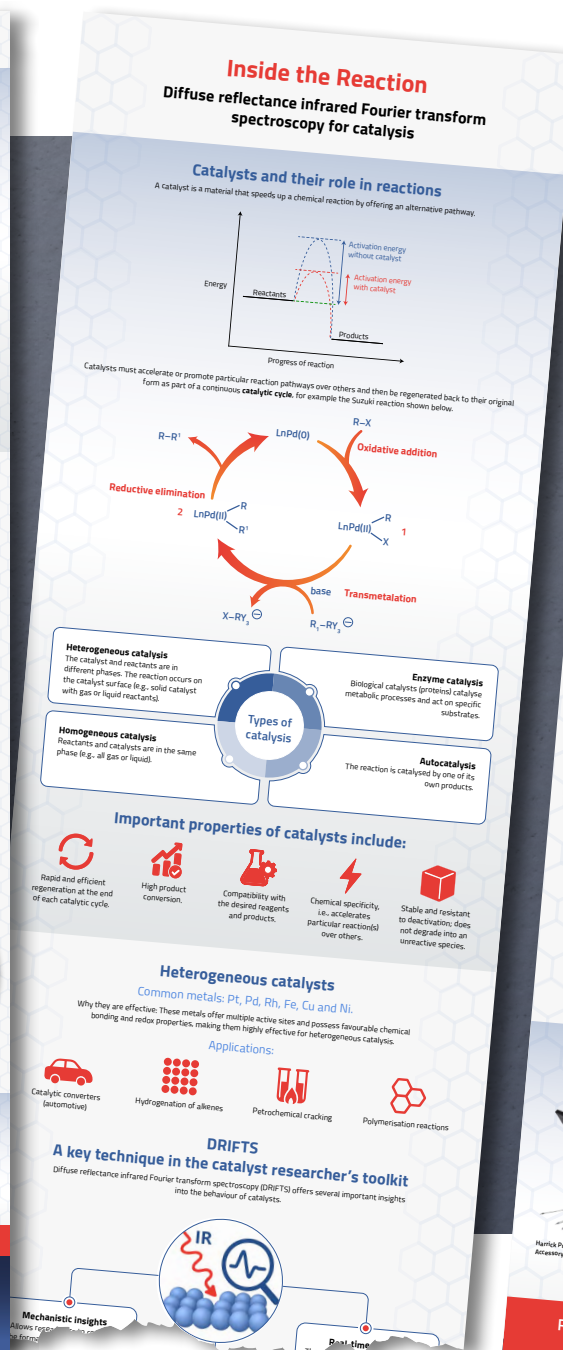 Inside the Reaction
Diffuse reflectance infrared Fourier transform
spectroscopy for catalysis
Catalysts and their role in reactions
A catalyst is a material that speeds up a chemical reaction by offering an alternative pathway.
Activation energy
without catalyst
Activation energy
with catalyst
Energy
Reactants
Products
Progress of reaction
Catalysts must accelerate or promote particular reaction pathways over others and then be regenerated back to their original
form as part of a continuous catalytic cycle, for example the Suzuki reaction shown below.
R–X
LnPd(0)
R–R¹
Oxidative addition
Reductive elimination
2
LnPd(II)
R
R¹
LnPd(II)
R
X
1
base
Transmetalation
X–RY₃ ⊖
R₁–RY₃ ⊖
Heterogeneous catalysis
The catalyst and reactants are in
different phases. The reaction occurs on
the catalyst surface (e.g., solid catalyst
with gas or liquid reactants).
Enzyme catalysis
Biological catalysts (proteins) catalyse
metabolic processes and act on specific
substrates.
Types of
catalysis
Homogeneous catalysis
Reactants and catalysts are in the same
phase (e.g., all gas or liquid).
Autocatalysis
The reaction is catalysed by one of its
own products.
Important properties of catalysts include:
Rapid and efficient
regeneration at the end
of each catalytic cycle.
High product
conversion.
Compatibility with
the desired reagents
and products.
Chemical specificity,
i.e., accelerates
particular reaction(s)
over others.
Stable and resistant
to deactivation; does
not degrade into an
unreactive species.
Heterogeneous catalysts
Common metals: Pt, Pd, Rh, Fe, Cu and Ni.
Why they are effective: These metals offer multiple active sites and possess favourable chemical
bonding and redox properties, making them highly effective for heterogeneous catalysis.
Applications:
Catalytic converters
(automotive)
Hydrogenation of alkenes
Petrochemical cracking
Polymerisation reactions
DRIFTS
A key technique in the catalyst researcher's toolkit
Diffuse reflectance infrared Fourier transform spectroscopy (DRIFTS) offers several important insights
into the behaviour of catalysts.
IR
Mechanistic insights
Real-time
Harrick
Accessory